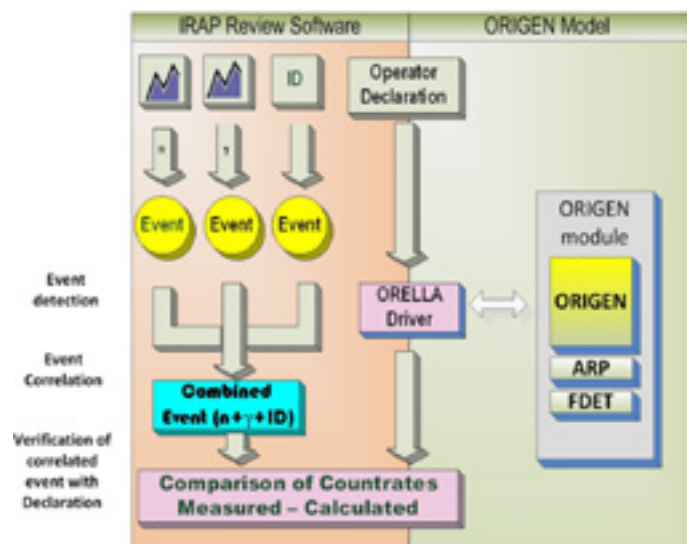 IRAP Review Software
ORIGEN Model
ID
Operator
Declaration
n
γ
Event
Event
Event
ORIGEN
module
Event
detection
ORELLA
Driver
ORIGEN
Event
Correlation
ARP
Combined
Event (n+γ+ID)
FDET
Verification of
correlated
event with
Declaration
Comparison of Countrates
Measured – Calculated